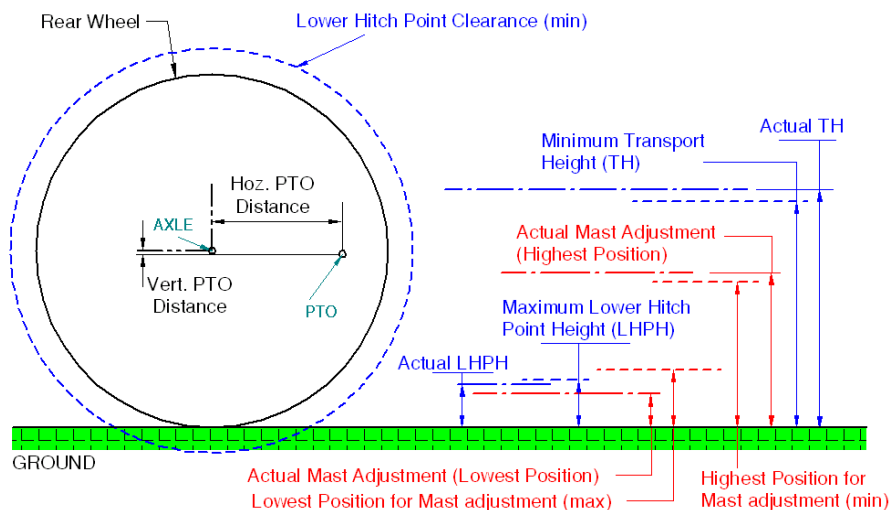 Rear Wheel
Lower Hitch Point Clearance (min)
Actual TH
Minimum Transport
Height (TH)
Hoz. PTO
Distance
AXLE
Actual Mast Adjustment
(Highest Position)
Vert. PTO
Distance
PTO
Maximum Lower Hitch
Point Height (LHPH)
Actual LHPH
GROUND
Actual Mast Adjustment (Lowest Position)
Lowest Position for Mast adjustment (max)
Highest Position for
Mast adjustment (min)